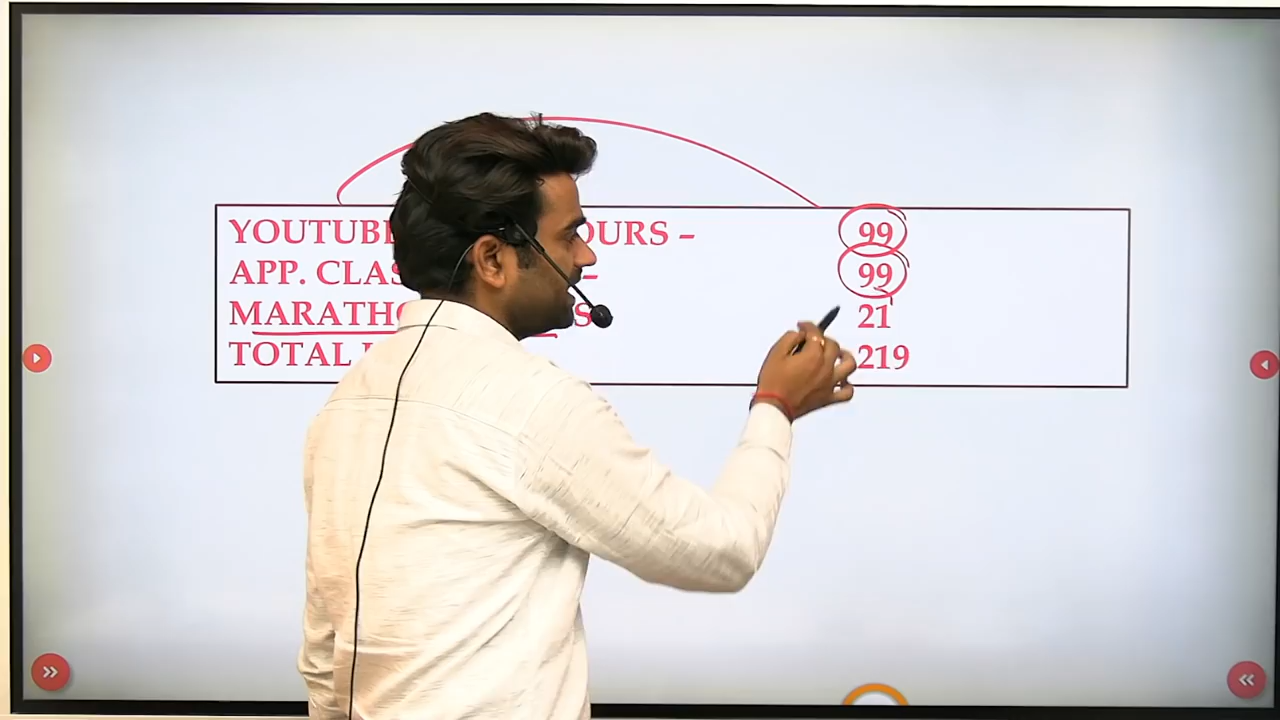 YOUTUBE OURS – 99
APP. CLAS – 99
MARATHO S 21
TOTAL 219